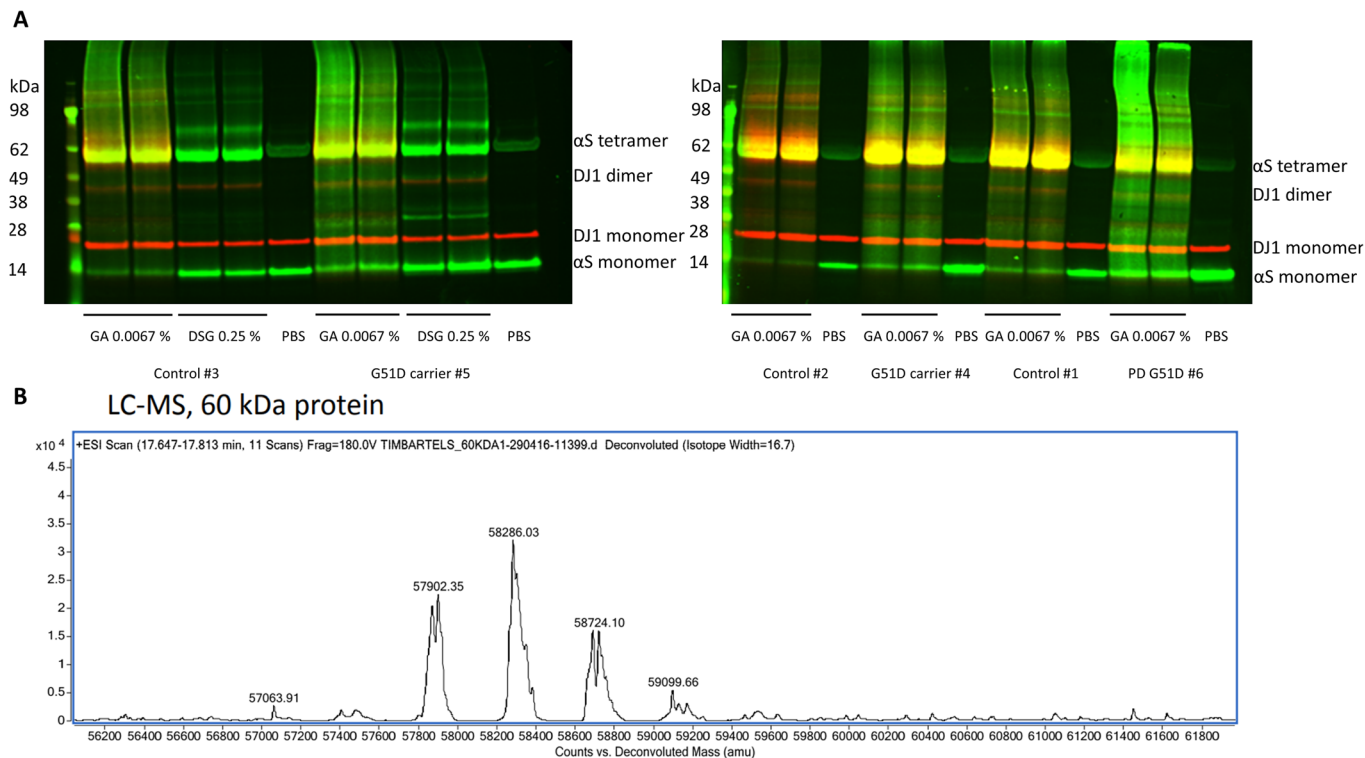 A
kDa
98
62
49
38
28
14
αS tetramer
DJ1 dimer
DJ1 monomer
αS monomer
GA 0.0067 % DSG 0.25 % PBS GA 0.0067 % DSG 0.25 % PBS
Control #3 G51D carrier #5
kDa
98
62
49
38
28
14
αS tetramer
DJ1 dimer
DJ1 monomer
αS monomer
GA 0.0067 % PBS GA 0.0067 % PBS GA 0.0067 % PBS GA 0.0067 % PBS
Control #2 G51D carrier #4 Control #1 PD G51D #6
B
LC-MS, 60 kDa protein
x10 4
+ESI Scan (17.647-17.813 min, 11 Scans) Frag=180.0V TIMBARTELS_60KDA1-290416-11399.d Deconvoluted (Isotope Width=16.7)
4.5
4
3.5
3
2.5
2
1.5
1
0.5
0
57063.91
57902.35
58286.03
58724.10
59099.66
56200 56400 56600 56800 57000 57200 57400 57600 57800 58000 58200 58400 58600 58800 59000 59200 59400 59600 59800 60000 60200 60400 60600 60800 61000 61200 61400 61600 61800
Counts vs. Deconvoluted Mass (amu)